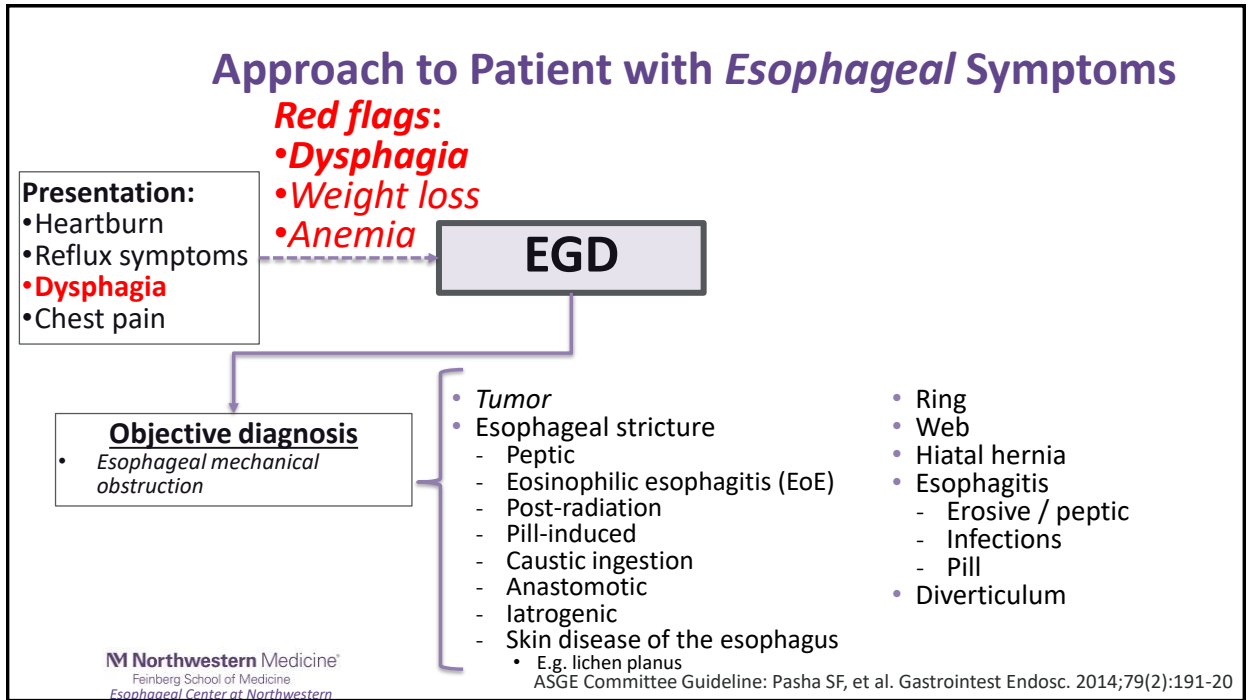 Approach to Patient with Esophageal Symptoms
Red flags:
•Dysphagia
•Weight loss
•Anemia
Presentation:
•Heartburn
•Reflux symptoms
•Dysphagia
•Chest pain
EGD
Objective diagnosis
• Esophageal mechanical
obstruction
• Tumor
• Esophageal stricture
- Peptic
- Eosinophilic esophagitis (EoE)
- Post-radiation
- Pill-induced
- Caustic ingestion
- Anastomotic
- Iatrogenic
- Skin disease of the esophagus
• E.g. lichen planus
• Ring
• Web
• Hiatal hernia
• Esophagitis
- Erosive / peptic
- Infections
- Pill
• Diverticulum
M Northwestern Medicine®
Feinberg School of Medicine
Esophageal Center at Northwestern
ASGE Committee Guideline: Pasha SF, et al. Gastrointest Endosc. 2014;79(2):191-20